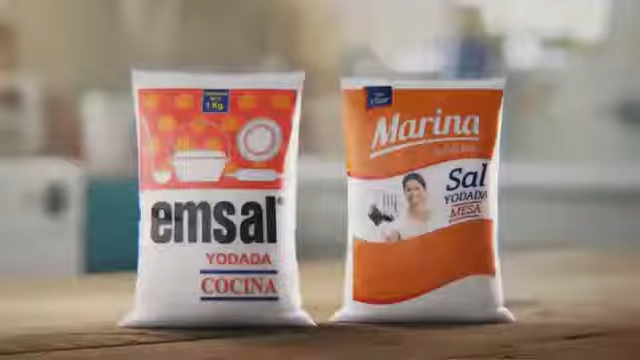 1 Kg.
emsal
YODADA
COCINA
Marina
Sal
YODADA
MESA